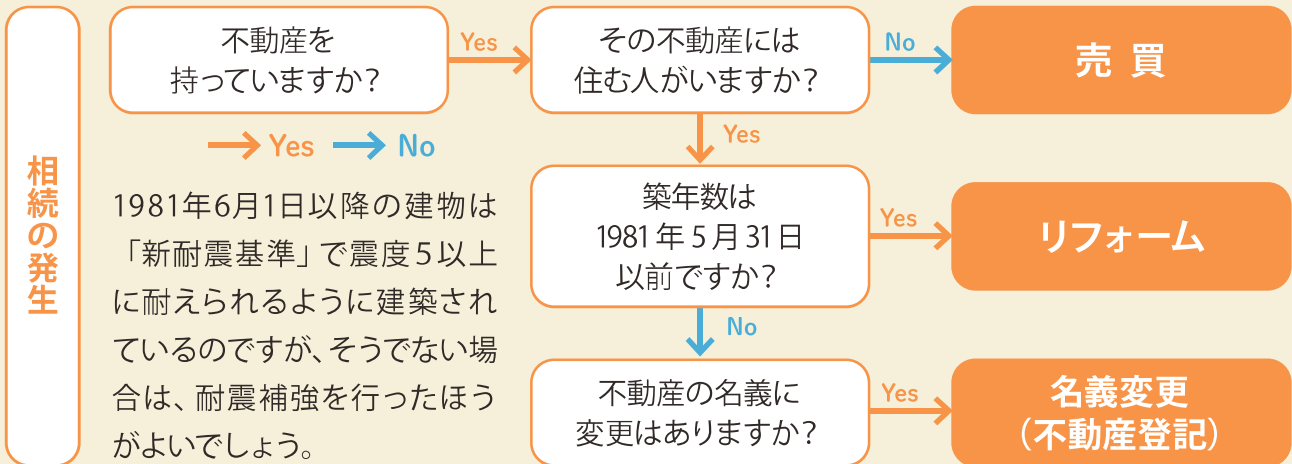 相続の発生
不動産を
持っていますか?
Yes
その不動産には
住む人がいますか?
No
売買
Yes No
Yes
1981年6月1日以降の建物は
「新耐震基準」で震度5以上
に耐えられるように建築され
ているのですが、そうでない場
合は、耐震補強を行ったほう
がよいでしょう。
築年数は
1981年5月31日
以前ですか?
Yes
リフォーム
No
不動産の名義に
変更はありますか?
Yes
名義変更
(不動産登記)